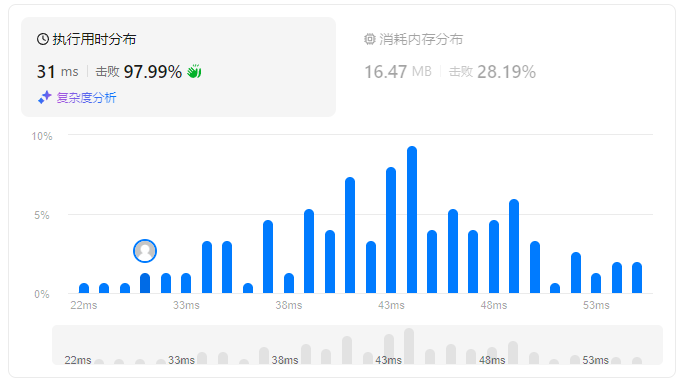 执行用时分布
消耗内存分布
31 ms 击败 97.99%
16.47 MB 击败 28.19%
复杂度分析
10%
5%
0%
22ms 33ms 38ms 43ms 48ms 53ms
22ms 33ms 38ms 43ms 48ms 53ms